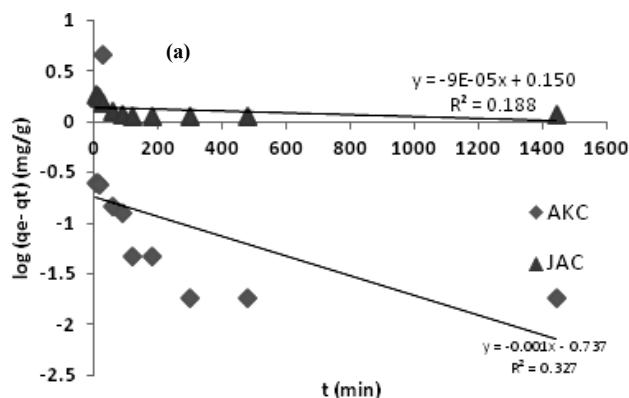 1
(a)
0.5
y = -9E-05x + 0.150
R² = 0.188
0
0 200 400 600 800 1000 1200 1400 1600
-0.5
-1
-1.5
-2
-2.5
log (qe- qt) (mg/g)
AKC
JAC
y = -0.001x - 0.737
R² = 0.327
t (min)